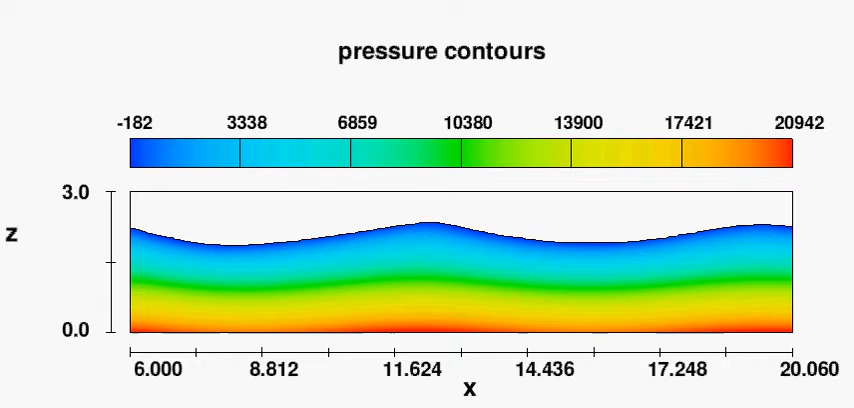 pressure contours
-182 3338 6859 10380 13900 17421 20942
3.0
z
0.0
6.000 8.812 11.624 14.436 17.248 20.060
x